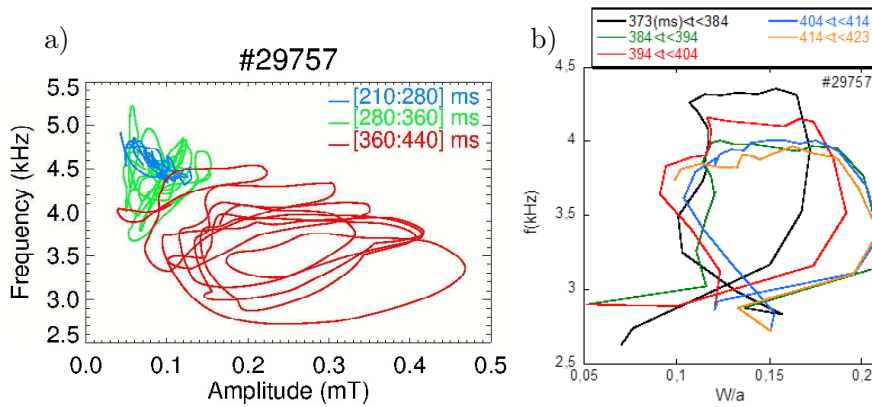 a)
#29757
[210:280] ms
[280:360] ms
[360:440] ms
Frequency (kHz)
5.5
5.0
4.5
4.0
3.5
3.0
2.5
0.0 0.1 0.2 0.3 0.4 0.5
Amplitude (mT)
b)
373(ms)<t<384 404<t<414
384<t<394 414<t<423
394<t<404
#29757
f(kHz)
4,5
4
3,5
3
2,5
0,05 0,1 0,15 0,2
W/a